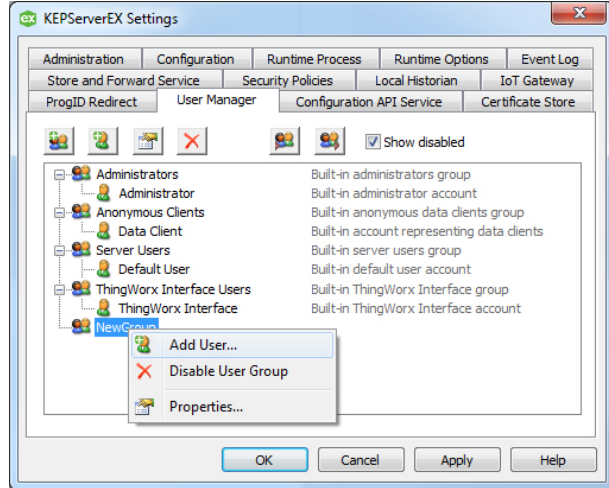 KEPServerEX Settings
Administration Configuration Runtime Process Runtime Options Event Log
Store and Forward Service Security Policies Local Historian IoT Gateway
ProgID Redirect User Manager Configuration API Service Certificate Store
Show disabled
Administrators Built-in administrators group
Administrator Built-in administrator account
Anonymous Clients Built-in anonymous data clients group
Data Client Built-in account representing data clients
Server Users Built-in server users group
Default User Built-in default user account
ThingWorx Interface Users Built-in ThingWorx Interface group
ThingWorx Interface Built-in ThingWorx Interface account
NewGroup
Add User...
Disable User Group
Properties...
OK Cancel Apply Help